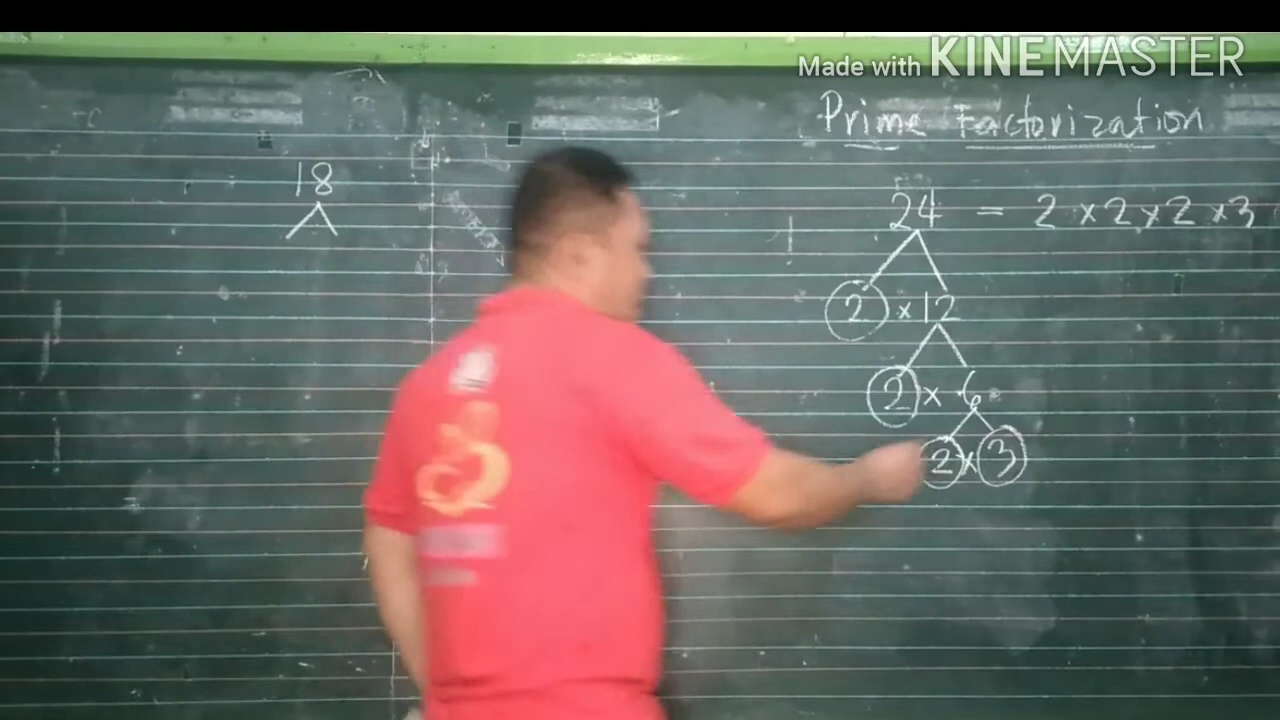 Made with KINEMASTER
Prime Factorization
18
24 = 2 × 2 × 2 × 3
2 × 12
2 × 6
2 × 3